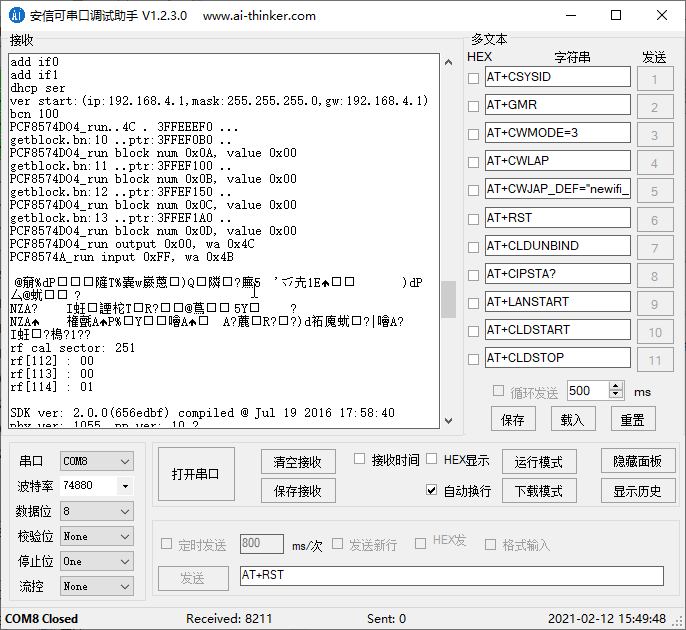 安信可串口调试助手 V1.2.3.0 www.ai-thinker.com
接收
add if0
add if1
dhcp ser
ver start:(ip:192.168.4.1,mask:255.255.255.0,gw:192.168.4.1)
bcn 100
PCF8574DO4_run..4C . 3FFEEEF0 ...
getblock.bn:10 ..ptr:3FFEF0B0 ..
PCF8574DO4_run block num 0x0A, value 0x00
getblock.bn:11 ..ptr:3FFEF100 ..
PCF8574DO4_run block num 0x0B, value 0x00
getblock.bn:12 ..ptr:3FFEF150 ..
PCF8574DO4_run block num 0x0C, value 0x00
getblock.bn:13 ..ptr:3FFEF1A0 ..
PCF8574DO4_run block num 0x0D, value 0x00
PCF8574DO4_run output 0x00, wa 0x4C
PCF8574A_run input 0xFF, wa 0x4B
rf cal sector: 251
rf[112] : 00
rf[113] : 00
rf[114] : 01
SDK ver: 2.0.0(656edbf) compiled @ Jul 19 2016 17:58:40
phy ver: 1055, pp ver: 10.2
多文本
HEX 字符串 发送
AT+CSYSID 1
AT+GMR 2
AT+CWMODE=3 3
AT+CWLAP 4
AT+CWJAP_DEF="newifi_ 5
AT+RST 6
AT+CLDUNBIND 7
AT+CIPSTA? 8
AT+LANSTART 9
AT+CLDSTART 10
AT+CLDSTOP 11
循环发送 500 ms
保存 载入 重置
串口 COM8
波特率 74880
数据位 8
校验位 None
停止位 One
流控 None
打开串口
清空接收 接收时间 HEX显示 运行模式 隐藏面板
保存接收 自动换行 下载模式 显示历史
定时发送 800 ms/次 发送新行 HEX发 格式输入
发送 AT+RST
COM8 Closed Received: 8211 Sent: 0 2021-02-12 15:49:48